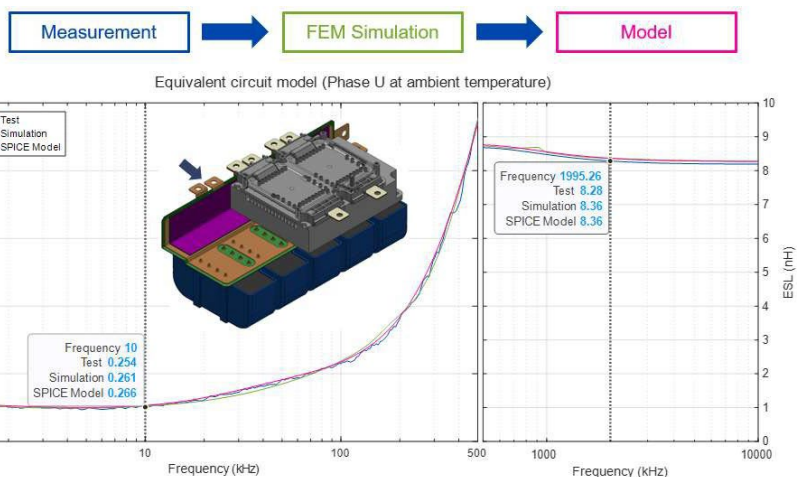 Measurement
FEM Simulation
Model
Equivalent circuit model (Phase U at ambient temperature)
Test
Simulation
SPICE Model
Frequency 10
Test 0.254
Simulation 0.261
SPICE Model 0.266
10
100
500
Frequency (kHz)
Frequency 1995.26
Test 8.28
Simulation 8.36
SPICE Model 8.36
1000
10000
Frequency (kHz)
10
9
8
7
6
5
4
3
2
1
0
ESL (nH)